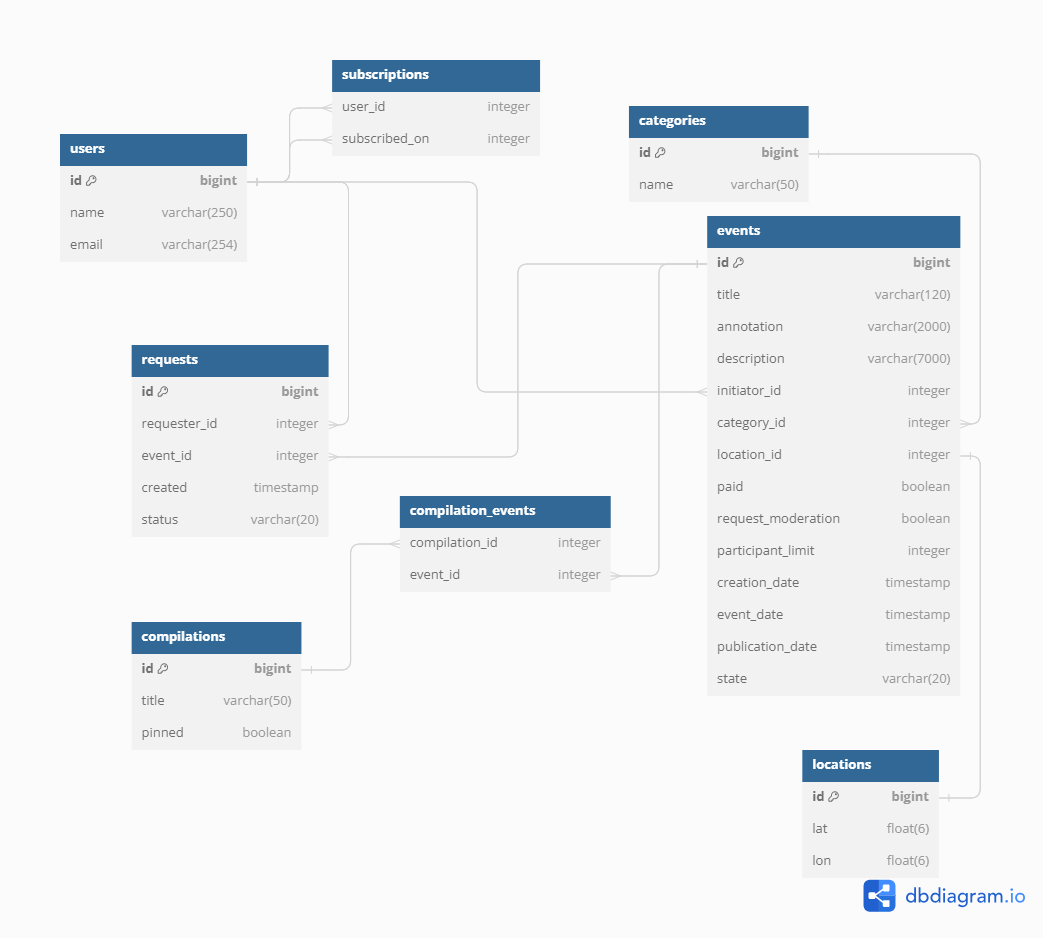 subscriptions
user_id integer
subscribed_on integer
categories
id bigint
name varchar(50)
users
id bigint
name varchar(250)
email varchar(254)
events
id bigint
title varchar(120)
annotation varchar(2000)
description varchar(7000)
initiator_id integer
category_id integer
location_id integer
paid boolean
request_moderation boolean
participant_limit integer
creation_date timestamp
event_date timestamp
publication_date timestamp
state varchar(20)
requests
id bigint
requester_id integer
event_id integer
created timestamp
status varchar(20)
compilation_events
compilation_id integer
event_id integer
compilations
id bigint
title varchar(50)
pinned boolean
locations
id bigint
lat float(6)
lon float(6)
dbdiagram.io